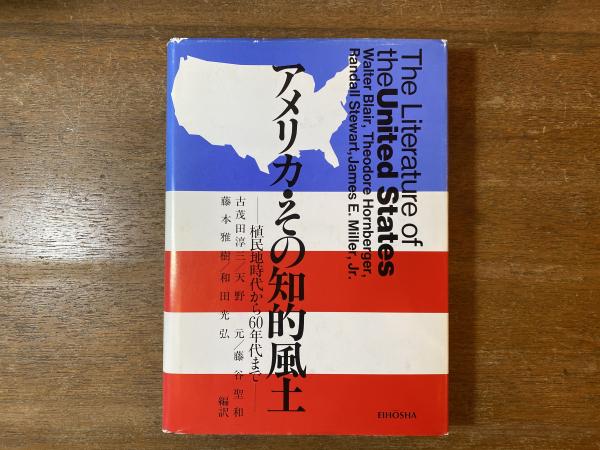 The Literature of
the United States
Walter Blair, Theodore Hornberger,
Randall Stewart, James E. Miller, Jr.
アメリカ・その知的風土
──植民地時代から60年代まで──
古茂田淳三／天野 元／藤谷聖和
藤本雅樹／和田光弘 編訳
EIHOSHA